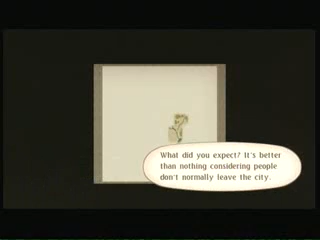 What did you expect? It's better
than nothing considering people
don't normally leave the city